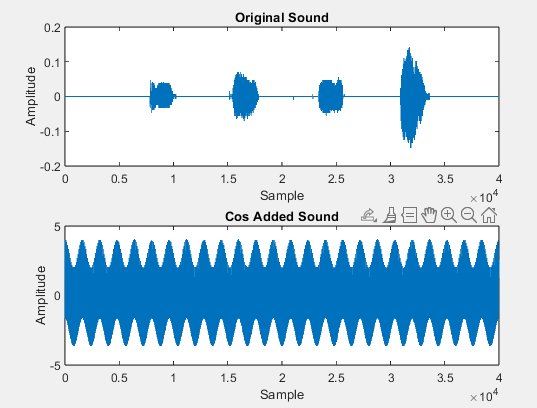 Original Sound
0.2
0.1
0
-0.1
-0.2
Amplitude
0 0.5 1 1.5 2 2.5 3 3.5 4
Sample
×10^4
Cos Added Sound
5
0
-5
Amplitude
0 0.5 1 1.5 2 2.5 3 3.5 4
Sample
×10^4